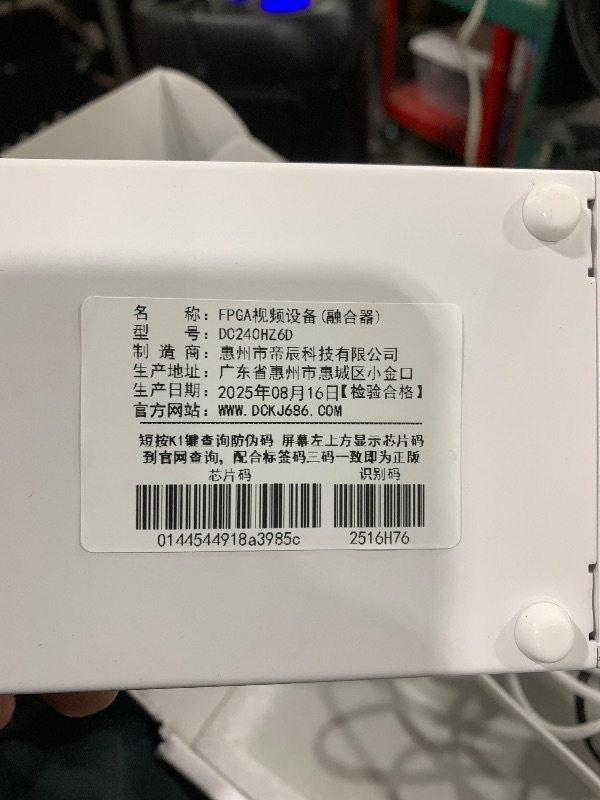 名　　称：FPGA视频设备(融合器)
型　　号：DC240HZ6D
制 造 商：惠州市帝辰科技有限公司
生产地址：广东省惠州市惠城区小金口
生产日期：2025年08月16日【检验合格】
官方网站：WWW.DCKJ686.COM
短按K1键查询防伪码 屏幕左上方显示芯片码
到官网查询，配合标签码三码一致即为正版
芯片码　识别码
0144544918a3985c　2516H76